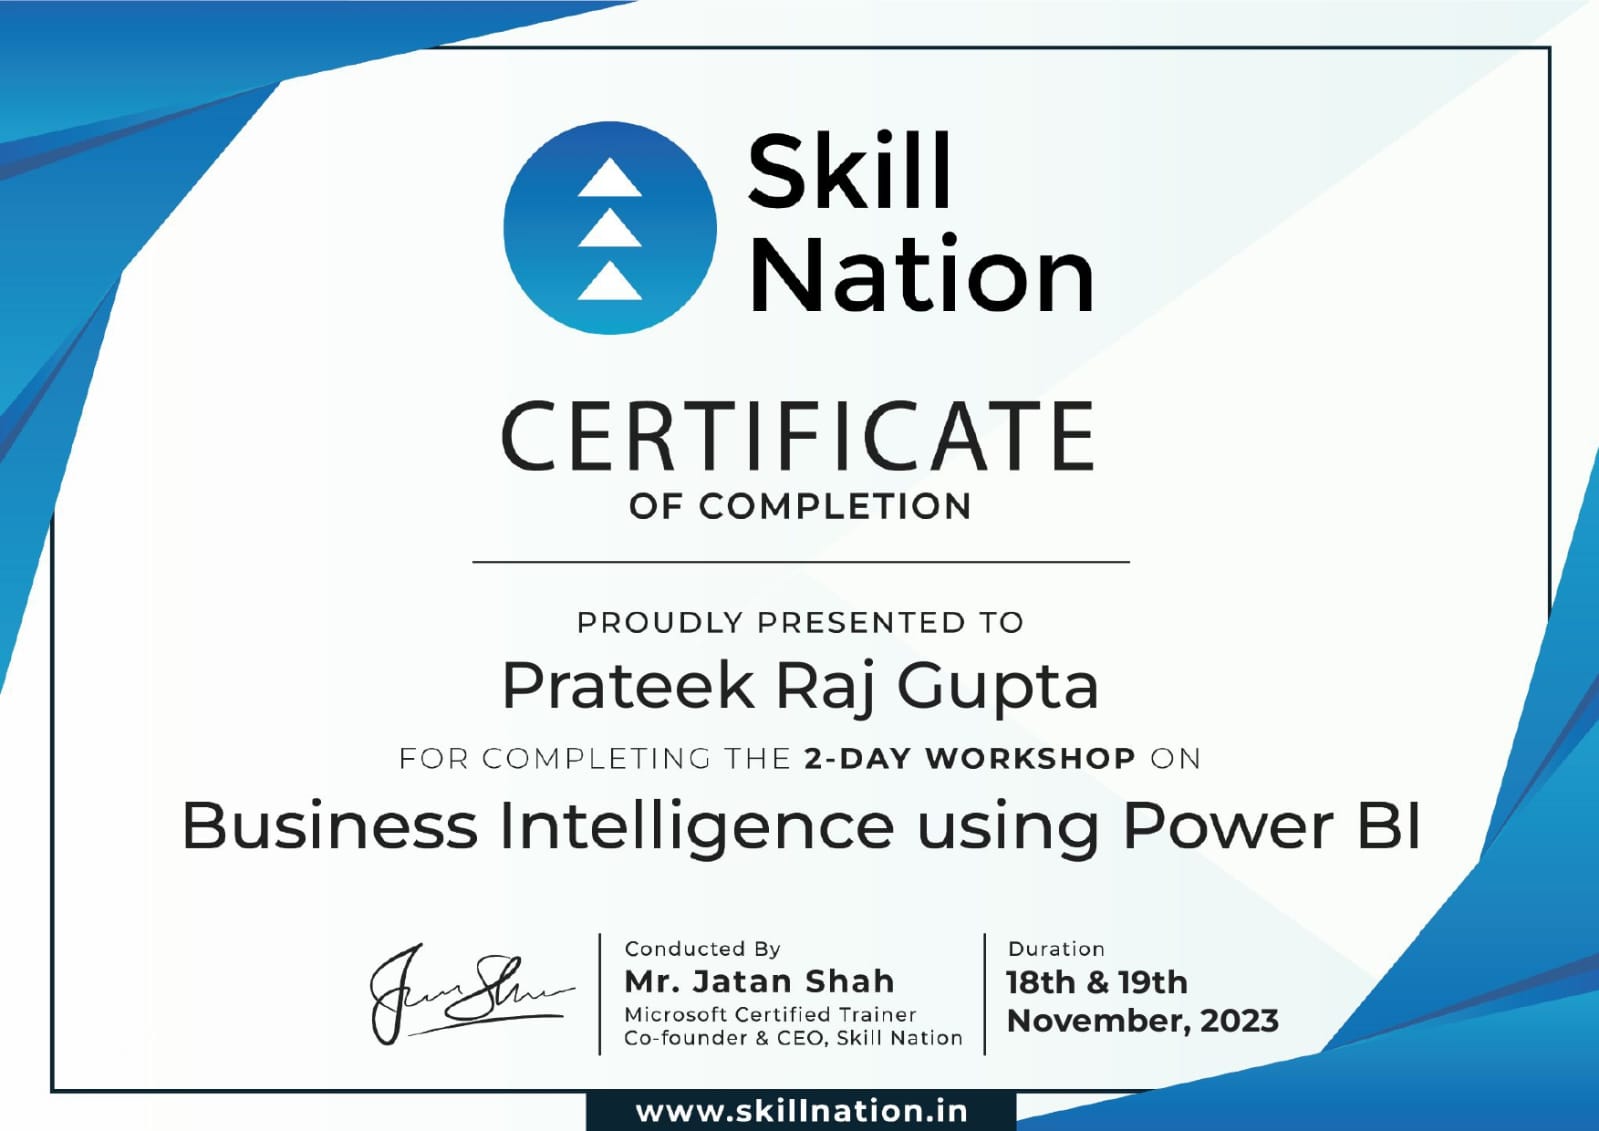 Skill
Nation
CERTIFICATE
OF COMPLETION
PROUDLY PRESENTED TO
Prateek Raj Gupta
FOR COMPLETING THE 2-DAY WORKSHOP ON
Business Intelligence using Power BI
Conducted By
Mr. Jatan Shah
Microsoft Certified Trainer
Co-founder & CEO, Skill Nation
Duration
18th & 19th
November, 2023
www.skillnation.in